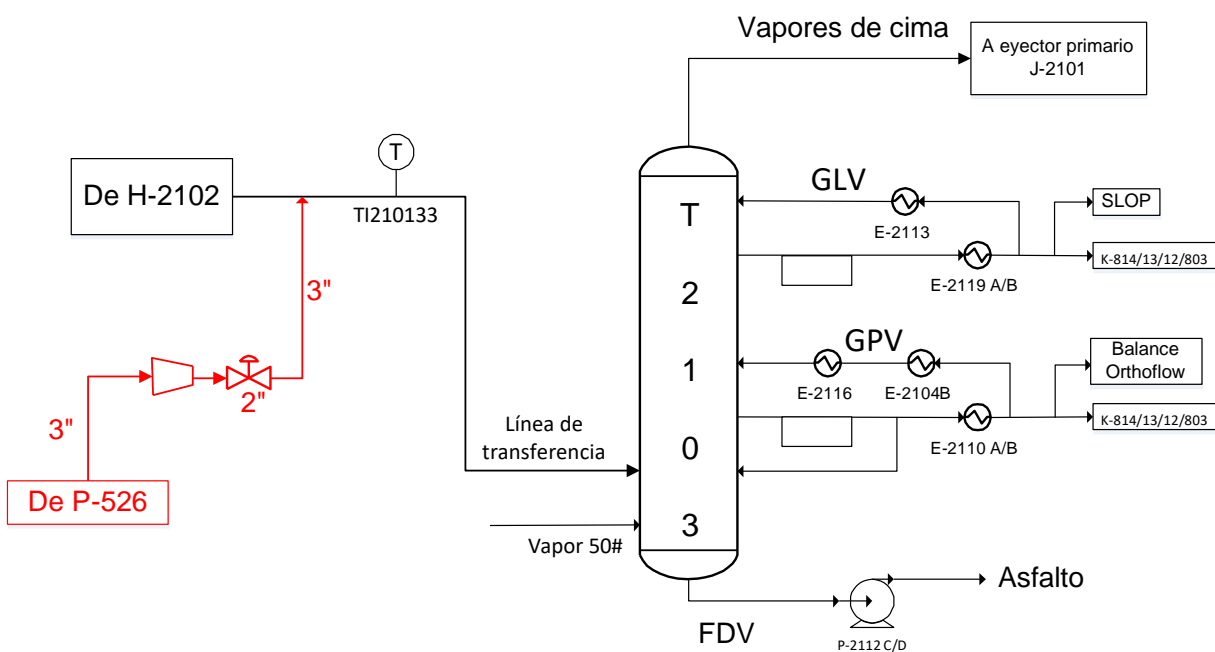 Vapores de cima
A eyector primario
J-2101
De H-2102
T
TI210133
GLV
E-2113
SLOP
E-2119 A/B
K-814/13/12/803
T
2
1
0
3
3"
2"
3"
De P-526
GPV
E-2116
E-2104B
Balance
Orthoflow
E-2110 A/B
K-814/13/12/803
Línea de
transferencia
Vapor 50#
FDV
P-2112 C/D
Asfalto